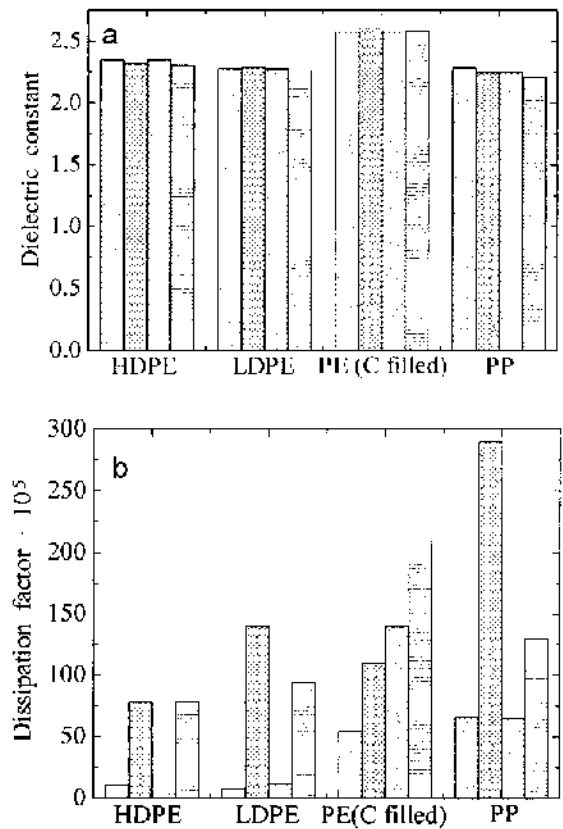 a
2.5
2.0
1.5
1.0
0.5
0.0
Dielectric constant
HDPE LDPE PE (C filled) PP
b
300
250
200
150
100
50
0
Dissipation factor · 10⁵
HDPE LDPE PE(C filled) PP